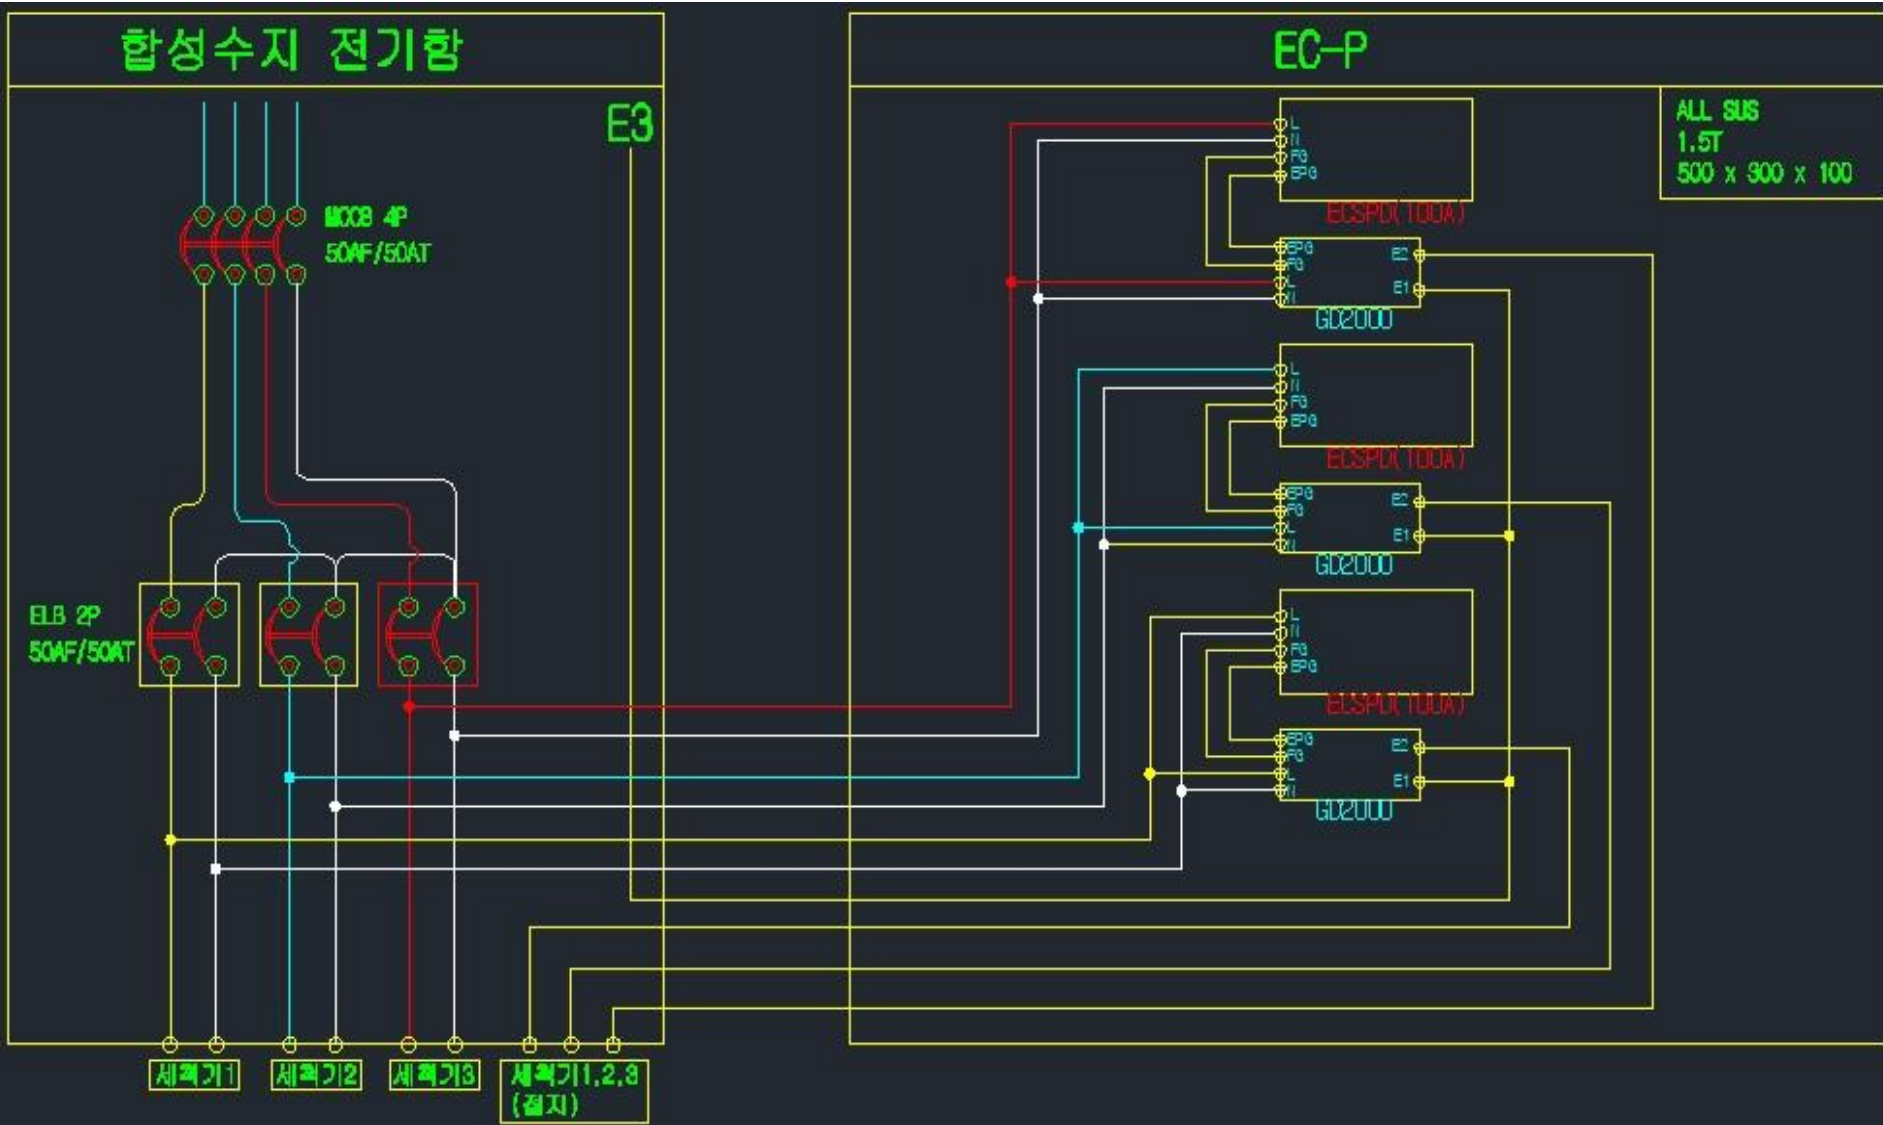 합성수지 전기함
EC-P
E3
ALL SUS
1.5T
500 x 300 x 100
MCCB 4P
50AF/50AT
L
N
FG
EPG
ECSPD(100A)
EPG
FG
L
N
E2
E1
GD2000
L
N
FG
EPG
ECSPD(100A)
EPG
FG
L
N
E2
E1
GD2000
ELB 2P
50AF/50AT
L
N
FG
EPG
ECSPD(100A)
EPG
FG
L
N
E2
E1
GD2000
세척기1
세척기2
세척기3
세척기1,2,3
(접지)